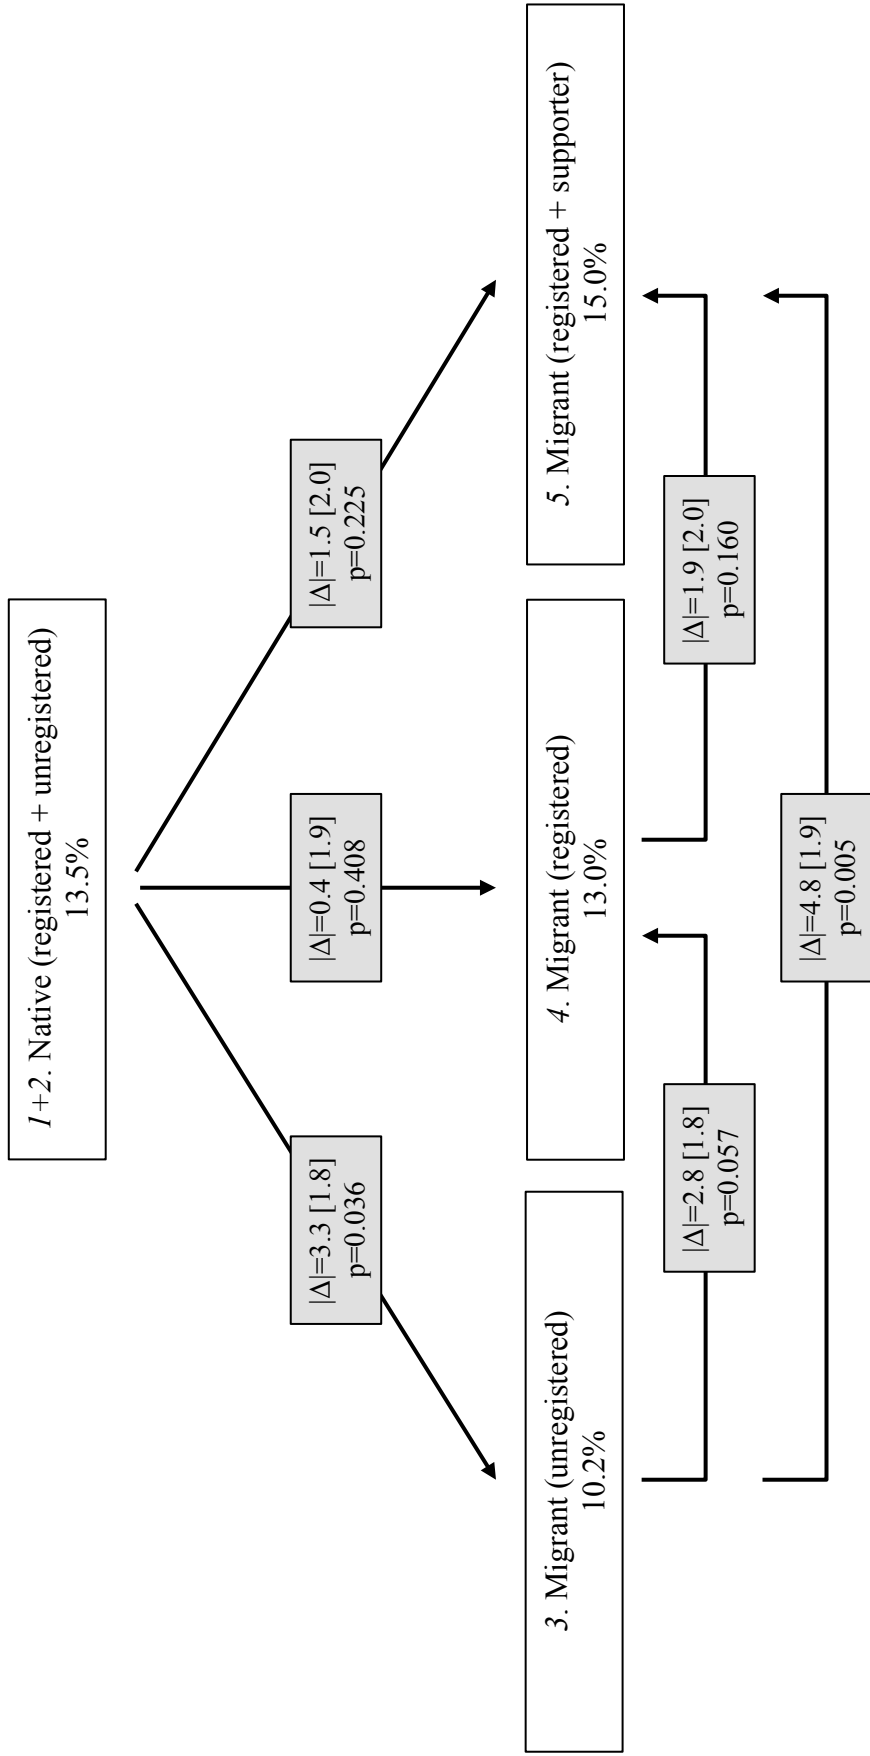 1+2. Native (registered + unregistered)
13.5%
|Δ|=3.3 [1.8]
p=0.036
|Δ|=0.4 [1.9]
p=0.408
|Δ|=1.5 [2.0]
p=0.225
3. Migrant (unregistered)
10.2%
4. Migrant (registered)
13.0%
5. Migrant (registered + supporter)
15.0%
|Δ|=2.8 [1.8]
p=0.057
|Δ|=1.9 [2.0]
p=0.160
|Δ|=4.8 [1.9]
p=0.005